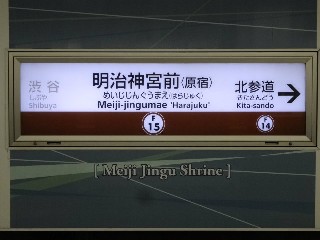 渋谷
しぶや
Shibuya
明治神宮前〈原宿〉
めいじじんぐうまえ〈はらじゅく〉
Meiji-jingumae 'Harajuku'
F
15
北参道
きたさんどう
Kita-sando
F
14
[ Meiji Jingu Shrine ]